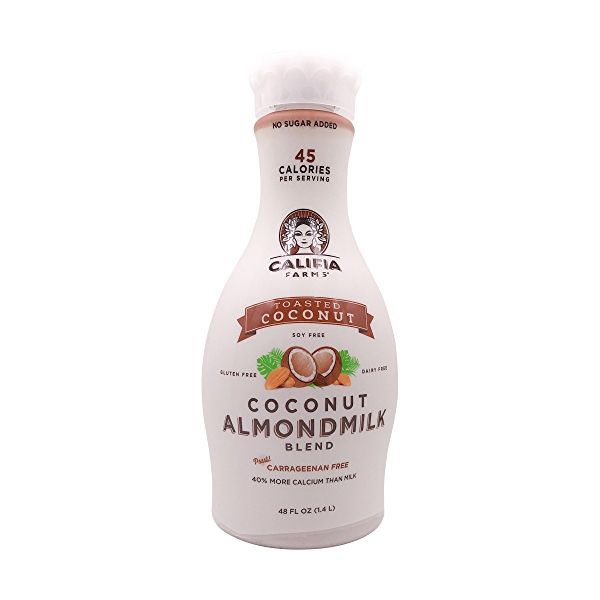 NO SUGAR ADDED
45
CALORIES
PER SERVING
CALIFIA
FARMS
TOASTED
COCONUT
SOY FREE
GLUTEN FREE
DAIRY FREE
COCONUT
ALMONDMILK
BLEND
Pssst!
CARRAGEENAN FREE
40% MORE CALCIUM THAN MILK
48 FL OZ (1.4 L)